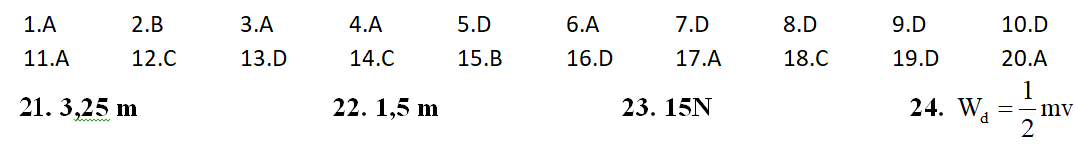 1.A 2.B 3.A 4.A 5.D 6.A 7.D 8.D 9.D 10.D
11.A 12.C 13.D 14.C 15.B 16.D 17.A 18.C 19.D 20.A
21. 3,25 m 22. 1,5 m 23. 15N 24. W_d = 1/2 mv